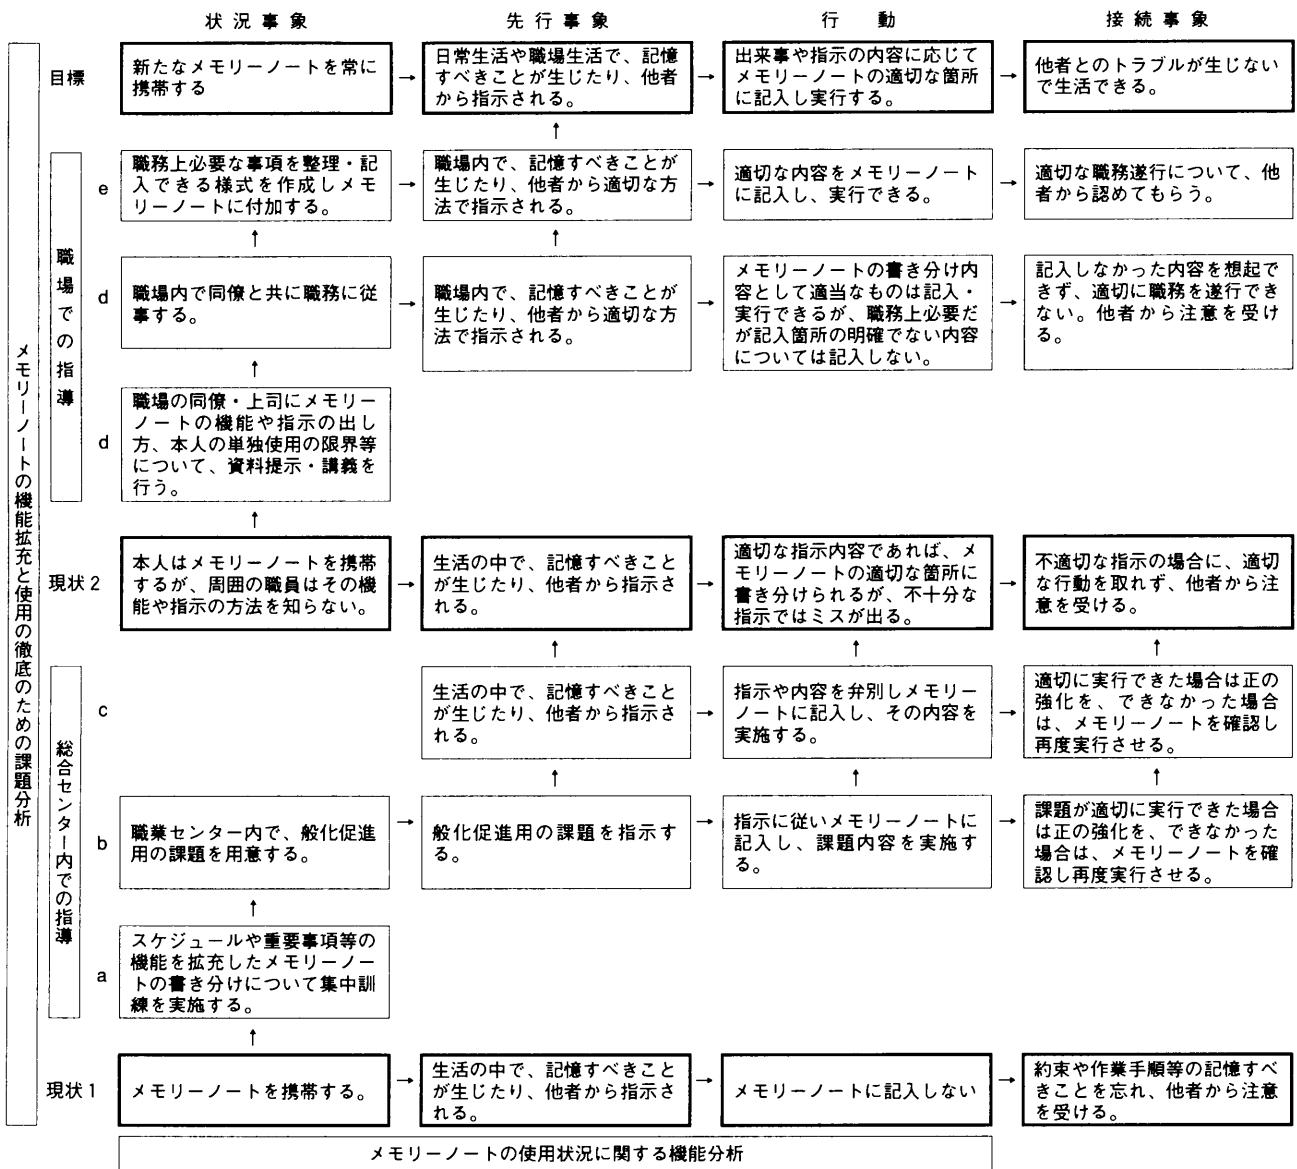 状況事象
先行事象
行動
接続事象
メモリーノートの機能拡充と使用の徹底のための課題分析
目標
新たなメモリーノートを常に
携帯する
→
日常生活や職場生活で、記憶
すべきことが生じたり、他者
から指示される。
→
出来事や指示の内容に応じて
メモリーノートの適切な箇所
に記入し実行する。
→
他者とのトラブルが生じない
で生活できる。
↑
職場での指導
e
職務上必要な事項を整理・記
入できる様式を作成しメモ
リーノートに付加する。
→
職場内で、記憶すべきことが
生じたり、他者から適切な方
法で指示される。
→
適切な内容をメモリーノート
に記入し、実行できる。
→
適切な職務遂行について、他
者から認めてもらう。
↑
↑
d
職場内で同僚と共に職務に従
事する。
→
職場内で、記憶すべきことが
生じたり、他者から適切な方
法で指示される。
→
メモリーノートの書き分け内
容として適当なものは記入・
実行できるが、職務上必要だ
が記入箇所の明確でない内容
については記入しない。
→
記入しなかった内容を想起で
きず、適切に職務を遂行でき
ない。他者から注意を受け
る。
↑
d
職場の同僚・上司にメモリー
ノートの機能や指示の出し
方、本人の単独使用の限界等
について、資料提示・講義を
行う。
↑
現状2
本人はメモリーノートを携帯
するが、周囲の職員はその機
能や指示の方法を知らない。
→
生活の中で、記憶すべきこと
が生じたり、他者から指示さ
れる。
→
適切な指示内容であれば、メ
モリーノートの適切な箇所に
書き分けられるが、不十分な
指示ではミスが出る。
→
不適切な指示の場合に、適切
な行動を取れず、他者から注
意を受ける。
↑
↑
↑
総合センター内での指導
c
生活の中で、記憶すべきこと
が生じたり、他者から指示さ
れる。
→
指示や内容を弁別しメモリー
ノートに記入し、その内容を
実施する。
→
適切に実行できた場合は正の
強化を、できなかった場合
は、メモリーノートを確認し
再度実行させる。
↑
↑
↑
b
職業センター内で、般化促進
用の課題を用意する。
→
般化促進用の課題を指示す
る。
→
指示に従いメモリーノートに
記入し、課題内容を実施す
る。
→
課題が適切に実行できた場合
は正の強化を、できなかった
場合は、メモリーノートを確
認し再度実行させる。
↑
a
スケジュールや重要事項等の
機能を拡充したメモリーノー
トの書き分けについて集中訓
練を実施する。
↑
現状1
メモリーノートを携帯する。
→
生活の中で、記憶すべきこと
が生じたり、他者から指示さ
れる。
→
メモリーノートに記入しない
→
約束や作業手順等の記憶すべ
きことを忘れ、他者から注意
を受ける。
メモリーノートの使用状況に関する機能分析